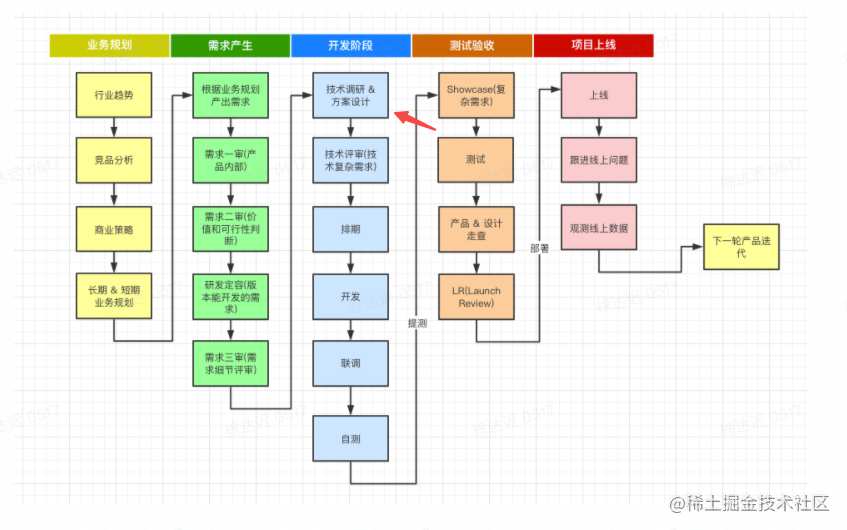 业务规划
需求产生
开发阶段
测试验收
项目上线
行业趋势
竞品分析
商业策略
长期 & 短期
业务规划
根据业务规划
产出需求
需求一审(产
品内部)
需求二审(价
值和可行性判
断)
研发定容(版
本能开发的需
求)
需求三审(需
求细节评审)
技术调研 &
方案设计
技术评审(技
术复杂需求)
排期
开发
联调
自测
提测
Showcase(复
杂需求)
测试
产品 & 设计
走查
LR(Launch
Review)
部署
上线
跟进线上问题
观测线上数据
下一轮产品迭
代
@稀土掘金技术社区